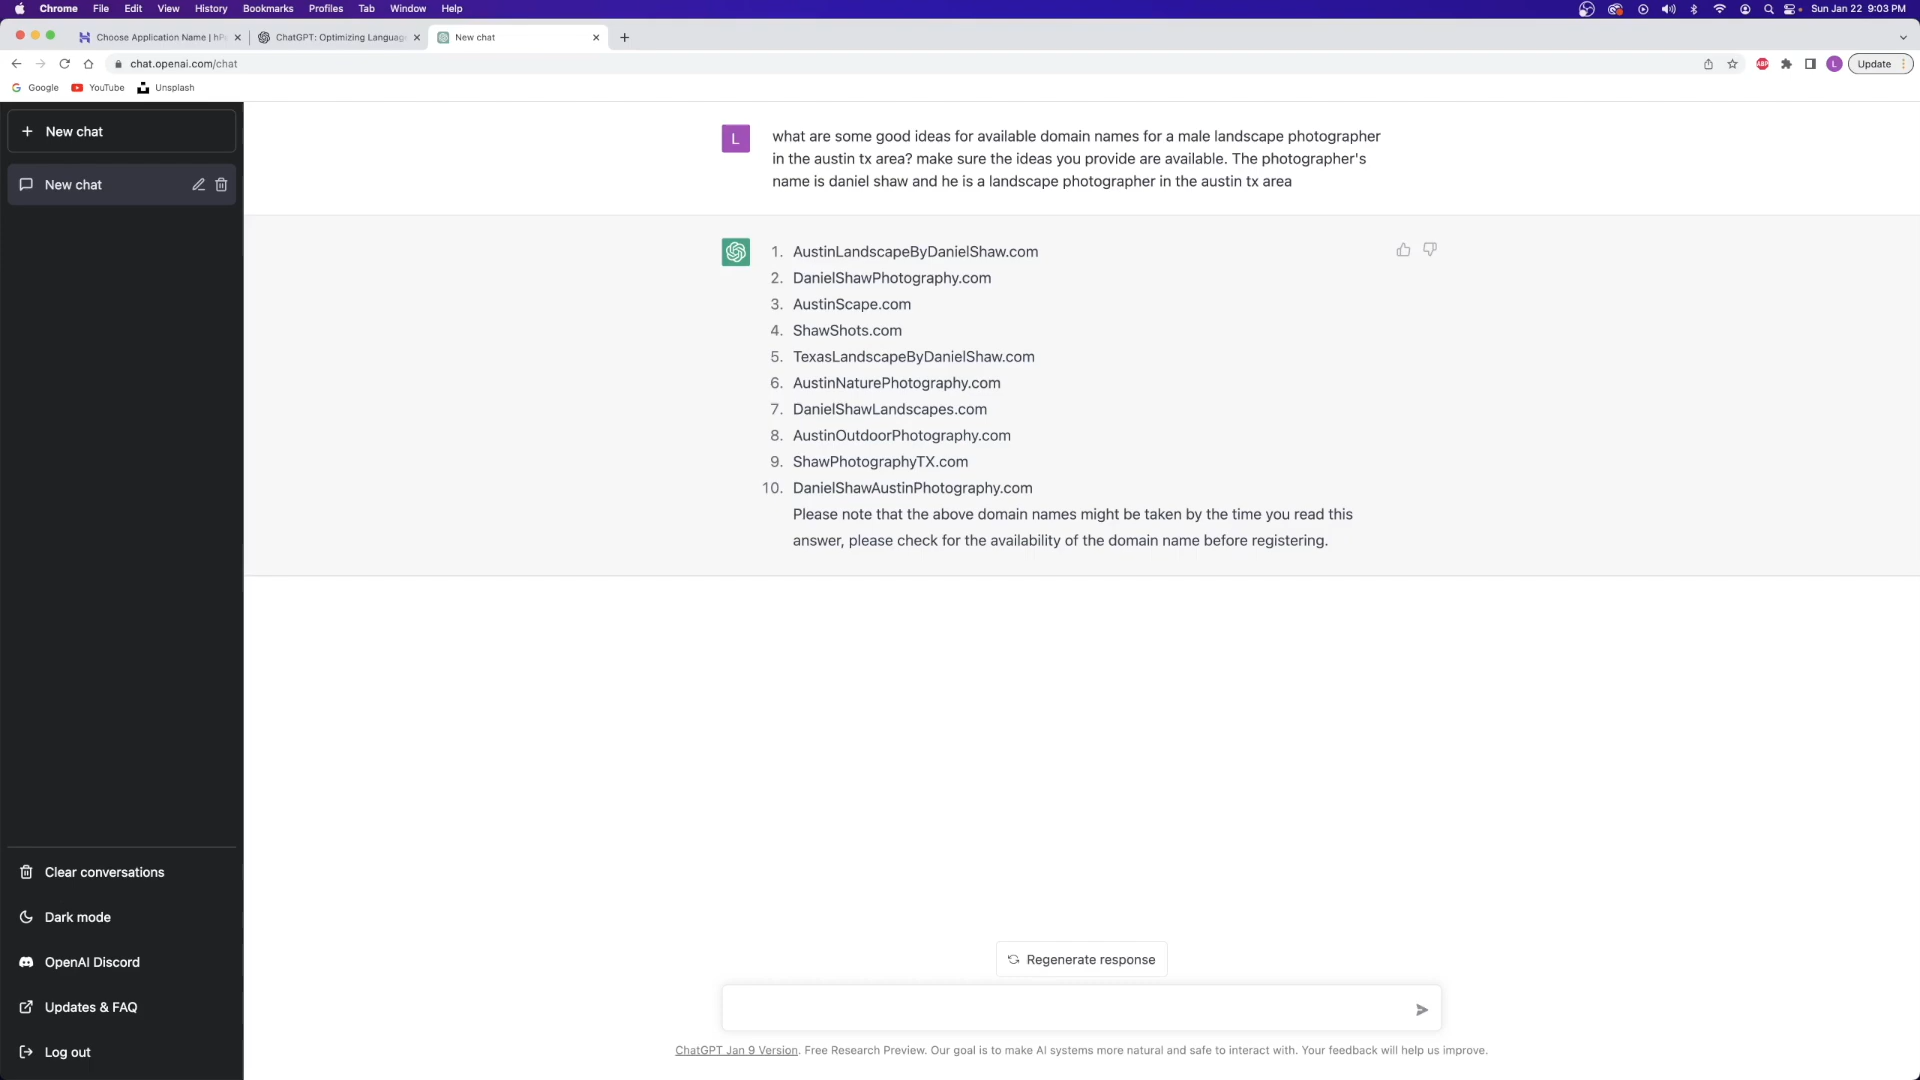 Chrome File Edit View History Bookmarks Profiles Tab Window Help Sun Jan 22 9:03 PM
Choose Application Name | hP ChatGPT: Optimizing Language New chat
chat.openai.com/chat ABP L Update
Google YouTube Unsplash
New chat
New chat
L
what are some good ideas for available domain names for a male landscape photographer
in the austin tx area? make sure the ideas you provide are available. The photographer's
name is daniel shaw and he is a landscape photographer in the austin tx area
1. AustinLandscapeByDanielShaw.com
2. DanielShawPhotography.com
3. AustinScape.com
4. ShawShots.com
5. TexasLandscapeByDanielShaw.com
6. AustinNaturePhotography.com
7. DanielShawLandscapes.com
8. AustinOutdoorPhotography.com
9. ShawPhotographyTX.com
10. DanielShawAustinPhotography.com
Please note that the above domain names might be taken by the time you read this
answer, please check for the availability of the domain name before registering.
Clear conversations
Dark mode
OpenAI Discord
Updates & FAQ
Log out
Regenerate response
ChatGPT Jan 9 Version. Free Research Preview. Our goal is to make AI systems more natural and safe to interact with. Your feedback will help us improve.